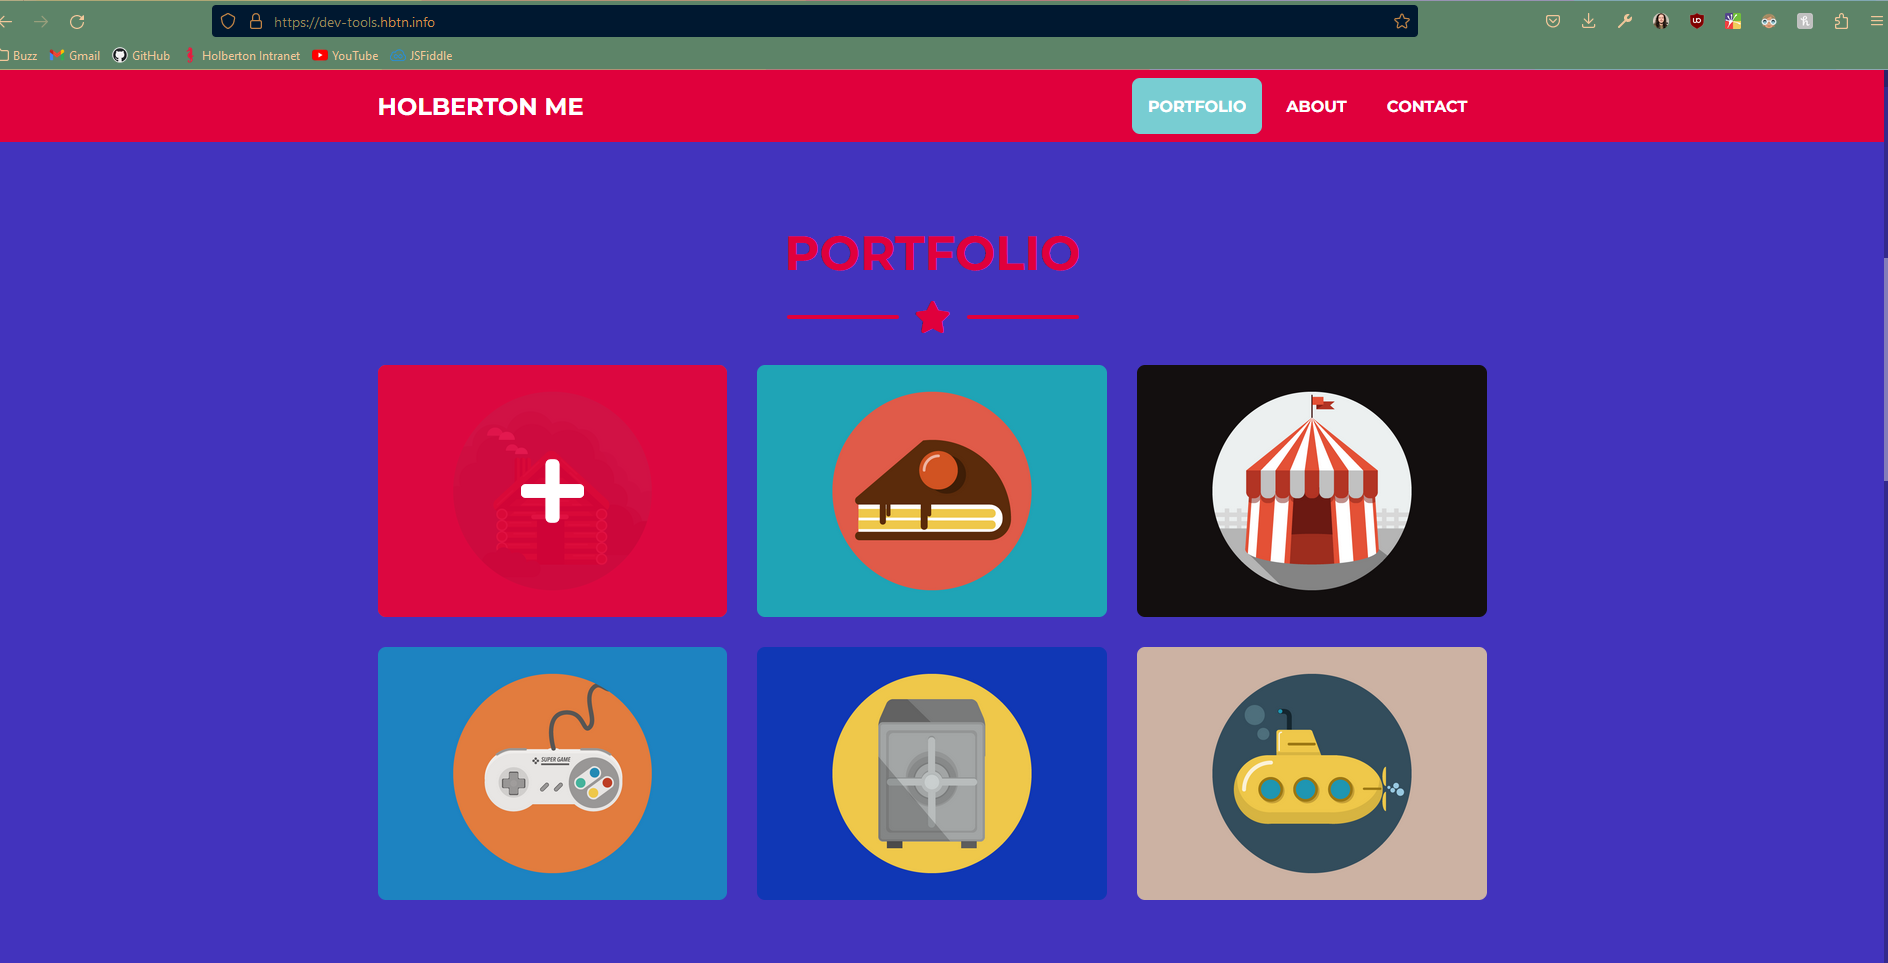 https://dev-tools.hbtn.info
Buzz Gmail GitHub Holberton Intranet YouTube JSFiddle
HOLBERTON ME PORTFOLIO ABOUT CONTACT
PORTFOLIO
SUPER GAME